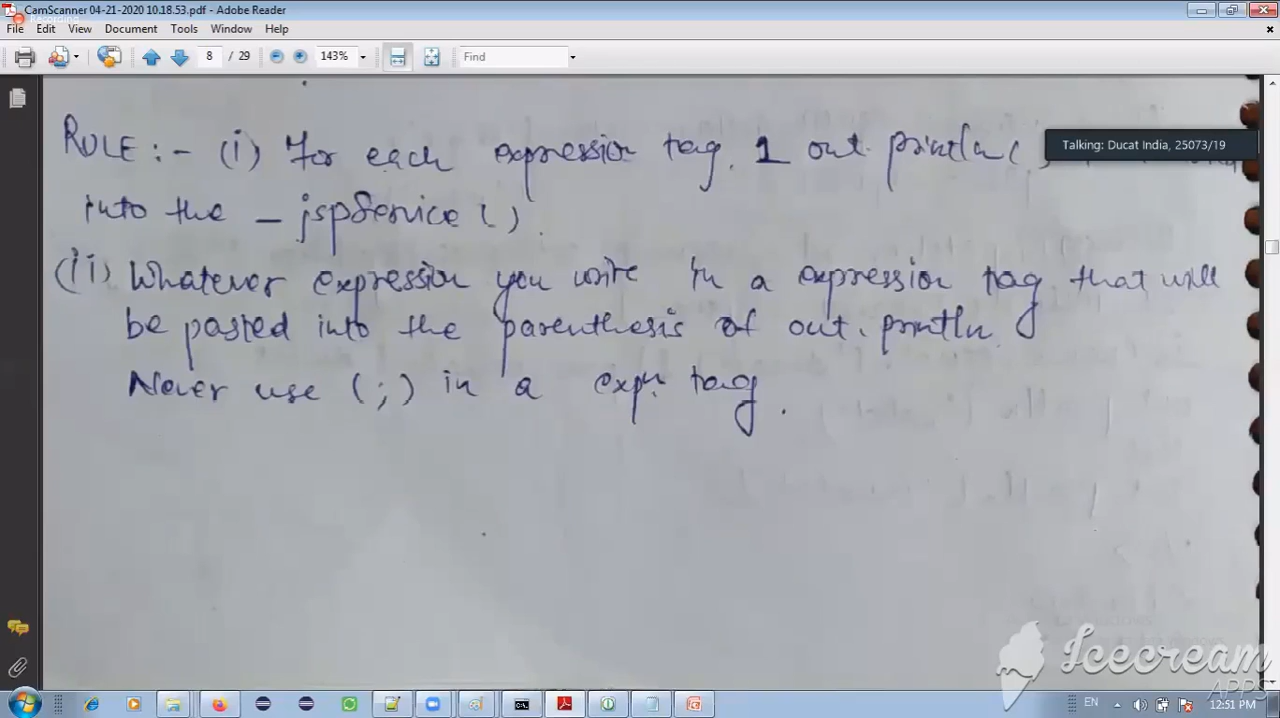 CamScanner 04-21-2020 10.18.53.pdf - Adobe Reader
Recording
File Edit View Document Tools Window Help
8 / 29 143% Find
RULE :- (i) For each expression tag 1 out.println( )
Talking: Ducat India, 25073/19
into the _jspService ( ).
(ii) Whatever expression you write in a expression tag that will
be pasted into the parenthesis of out.println.
Never use (;) in a expn. tag.
Icecream
APPS
EN 12:51 PM